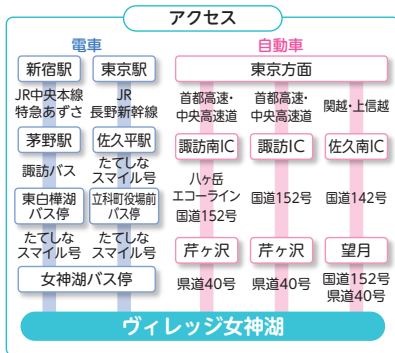 アクセス
電車
新宿駅
JR中央本線
特急あずさ
茅野駅
諏訪バス
東白樺湖
バス停
たてしな
スマイル号
東京駅
JR
長野新幹線
佐久平駅
たてしな
スマイル号
立科町役場前
バス停
たてしな
スマイル号
女神湖バス停
自動車
東京方面
首都高速・
中央高速道
諏訪南IC
八ヶ岳
エコーライン
国道152号
芹ヶ沢
県道40号
首都高速・
中央高速道
諏訪IC
国道152号
芹ヶ沢
県道40号
関越・上信越
佐久南IC
国道142号
望月
国道152号
県道40号
ヴィレッジ女神湖